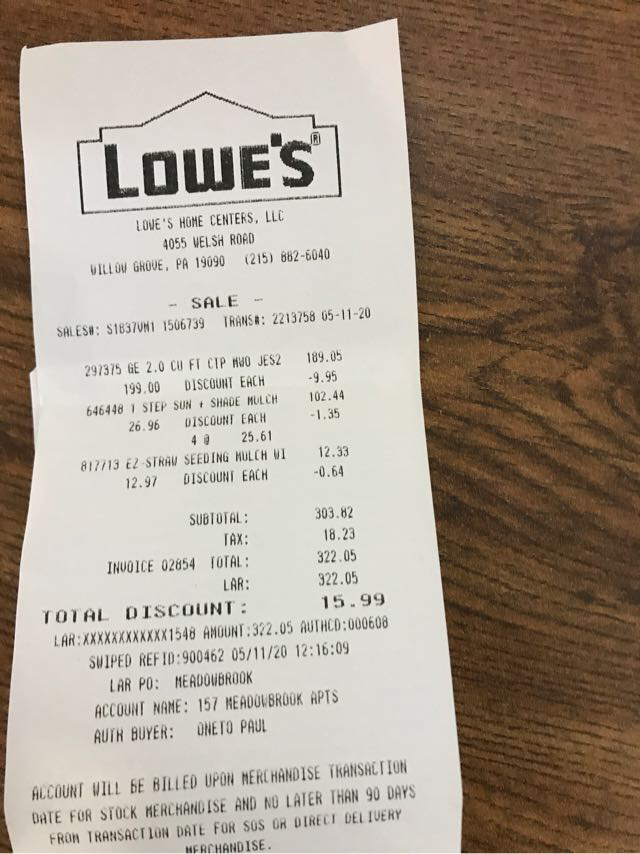 LOWE'S®
LOWE'S HOME CENTERS, LLC
4055 WELSH ROAD
WILLOW GROVE, PA 19090 (215) 882-6040
- SALE -
SALES#: S1837VM1 1506739 TRANS#: 2213758 05-11-20
297375 GE 2.0 CU FT CTP MWO JES2 189.05
199.00 DISCOUNT EACH -9.95
646448 1 STEP SUN + SHADE MULCH 102.44
26.96 DISCOUNT EACH -1.35
4 @ 25.61
817713 EZ-STRAW SEEDING MULCH WI 12.33
12.97 DISCOUNT EACH -0.64
SUBTOTAL: 303.82
TAX: 18.23
INVOICE 02854 TOTAL: 322.05
LAR: 322.05
TOTAL DISCOUNT: 15.99
LAR:XXXXXXXXXXXX1548 AMOUNT:322.05 AUTHCD:000608
SWIPED REFID:900462 05/11/20 12:16:09
LAR PO: MEADOWBROOK
ACCOUNT NAME: 157 MEADOWBROOK APTS
AUTH BUYER: ONETO PAUL
ACCOUNT WILL BE BILLED UPON MERCHANDISE TRANSACTION
DATE FOR STOCK MERCHANDISE AND NO LATER THAN 90 DAYS
FROM TRANSACTION DATE FOR SOS OR DIRECT DELIVERY
MERCHANDISE.